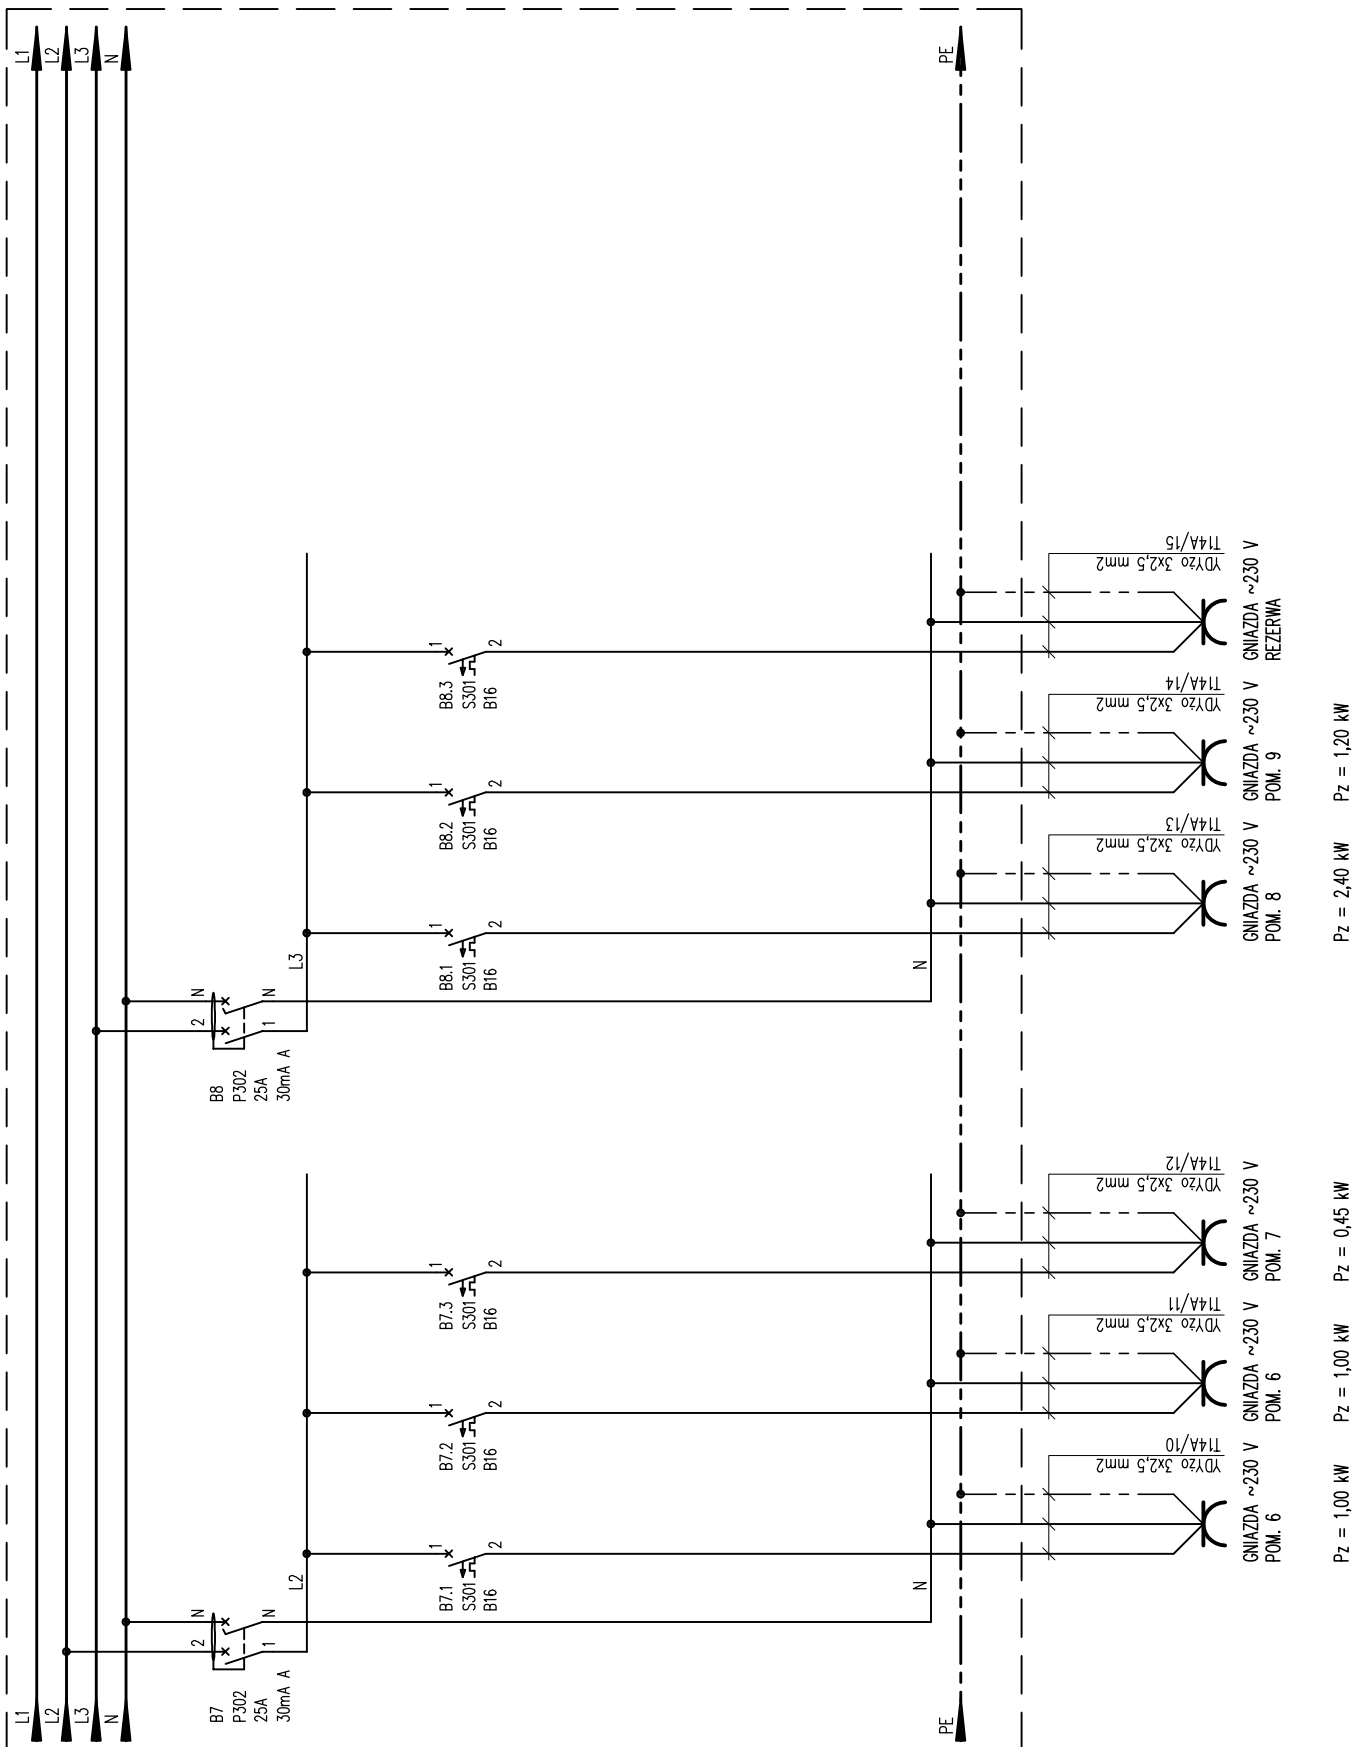 L1
L2
L3
N
PE
B7
P302
25A
30mA A
2
N
1
N
L2
N
B7.1
S301
B16
1
2
B7.2
S301
B16
1
2
B7.3
S301
B16
1
2
B8
P302
25A
30mA A
2
N
1
N
L3
N
B8.1
S301
B16
1
2
B8.2
S301
B16
1
2
B8.3
S301
B16
1
2
L1
L2
L3
N
PE
T14A/10
YDYżo 3x2,5 mm2
GNIAZDA ~230 V
POM. 6
Pz = 1,00 kW
T14A/11
YDYżo 3x2,5 mm2
GNIAZDA ~230 V
POM. 6
Pz = 1,00 kW
T14A/12
YDYżo 3x2,5 mm2
GNIAZDA ~230 V
POM. 7
Pz = 0,45 kW
T14A/13
YDYżo 3x2,5 mm2
GNIAZDA ~230 V
POM. 8
Pz = 2,40 kW
T14A/14
YDYżo 3x2,5 mm2
GNIAZDA ~230 V
POM. 9
Pz = 1,20 kW
T14A/15
YDYżo 3x2,5 mm2
GNIAZDA ~230 V
REZERWA